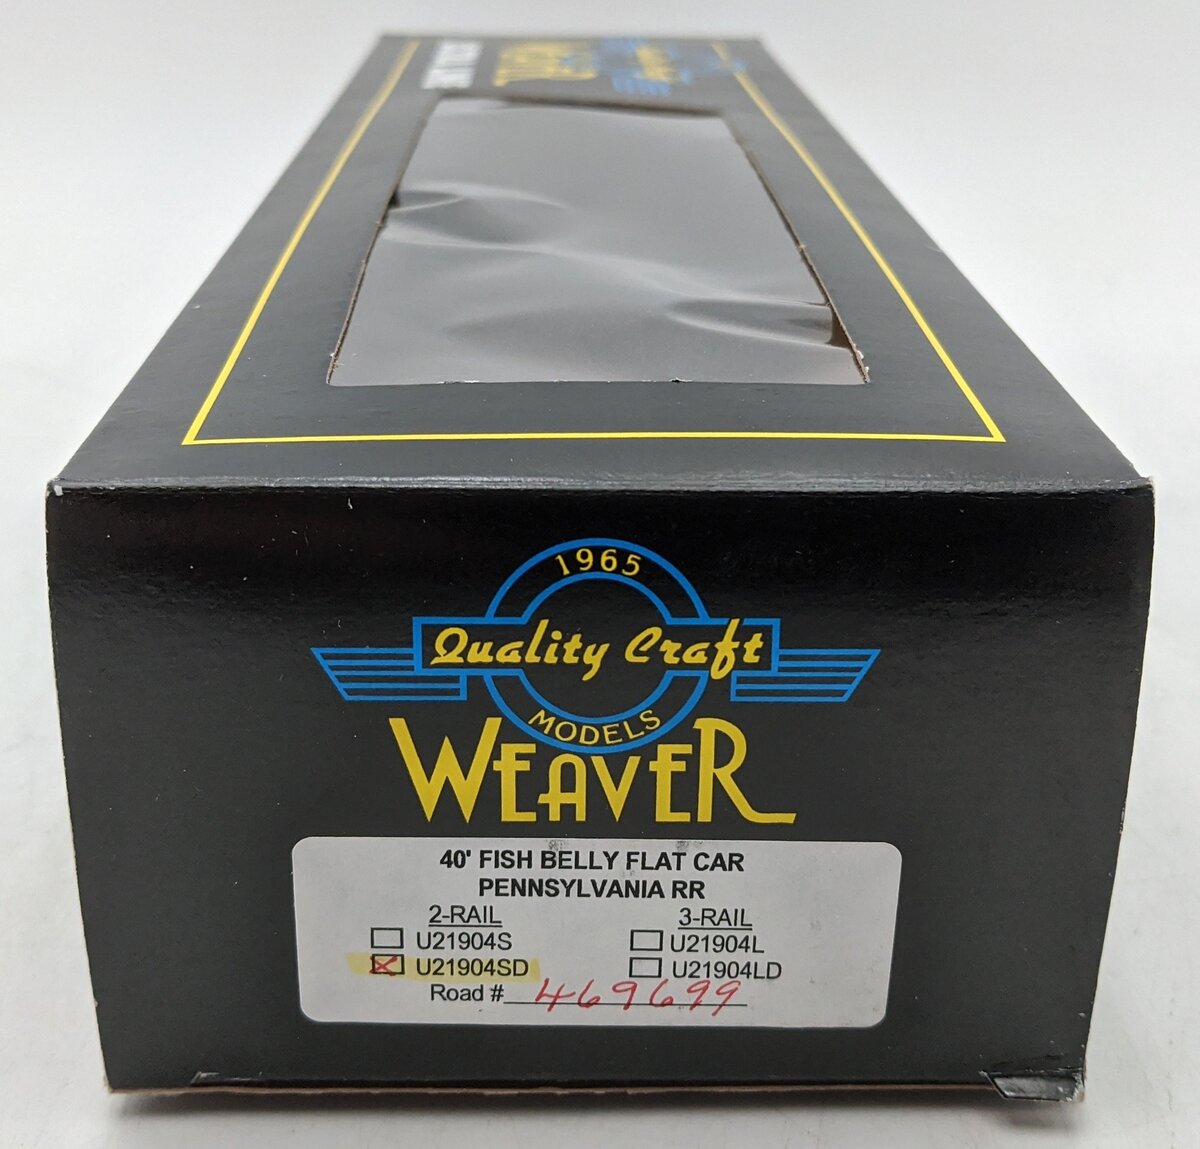 1965
Quality Craft
MODELS
WEAVER
40' FISH BELLY FLAT CAR
PENNSYLVANIA RR
2-RAIL 3-RAIL
U21904S U21904L
U21904SD U21904LD
Road # 469699